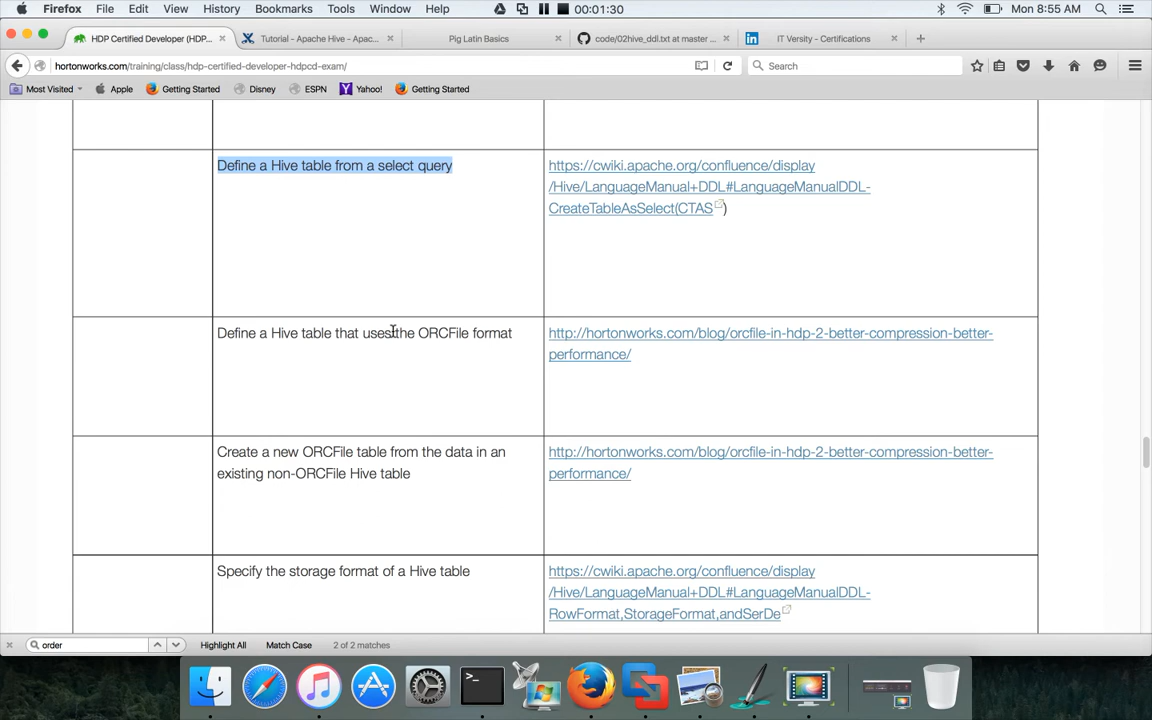 Firefox File Edit View History Bookmarks Tools Window Help 00:01:30 Mon 8:55 AM
HDP Certified Developer (HDP... Tutorial - Apache Hive - Apac... Pig Latin Basics code/02hive_ddl.txt at master ... IT Versity - Certifications
hortonworks.com/training/class/hdp-certified-developer-hdpcd-exam/ Search
Most Visited Apple Getting Started Disney ESPN Yahoo! Getting Started
Define a Hive table from a select query
https://cwiki.apache.org/confluence/display
/Hive/LanguageManual+DDL#LanguageManualDDL-
CreateTableAsSelect(CTAS )
Define a Hive table that uses the ORCFile format
http://hortonworks.com/blog/orcfile-in-hdp-2-better-compression-better-
performance/
Create a new ORCFile table from the data in an
existing non-ORCFile Hive table
http://hortonworks.com/blog/orcfile-in-hdp-2-better-compression-better-
performance/
Specify the storage format of a Hive table
https://cwiki.apache.org/confluence/display
/Hive/LanguageManual+DDL#LanguageManualDDL-
RowFormat,StorageFormat,andSerDe
order Highlight All Match Case 2 of 2 matches